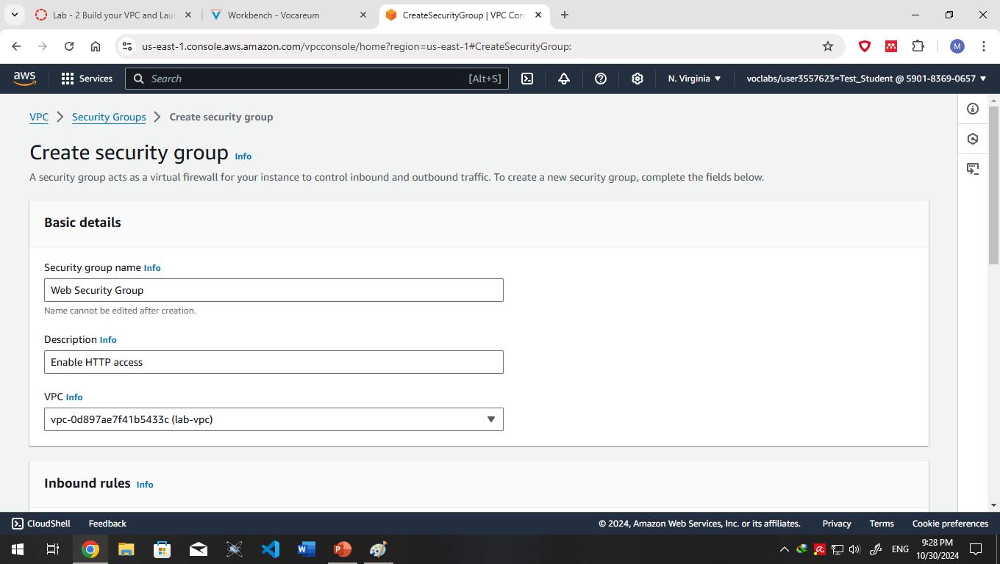 Lab - 2 Build your VPC and Lau
Workbench - Vocareum
CreateSecurityGroup | VPC Con
us-east-1.console.aws.amazon.com/vpcconsole/home?region=us-east-1#CreateSecurityGroup:
M
aws
Services
Search
[Alt+S]
N. Virginia
voclabs/user3557623=Test_Student @ 5901-8369-0657
VPC > Security Groups > Create security group
Create security group Info
A security group acts as a virtual firewall for your instance to control inbound and outbound traffic. To create a new security group, complete the fields below.
Basic details
Security group name Info
Web Security Group
Name cannot be edited after creation.
Description Info
Enable HTTP access
VPC Info
vpc-0d897ae7f41b5433c (lab-vpc)
Inbound rules Info
CloudShell
Feedback
© 2024, Amazon Web Services, Inc. or its affiliates.
Privacy
Terms
Cookie preferences
ENG
9:28 PM
10/30/2024